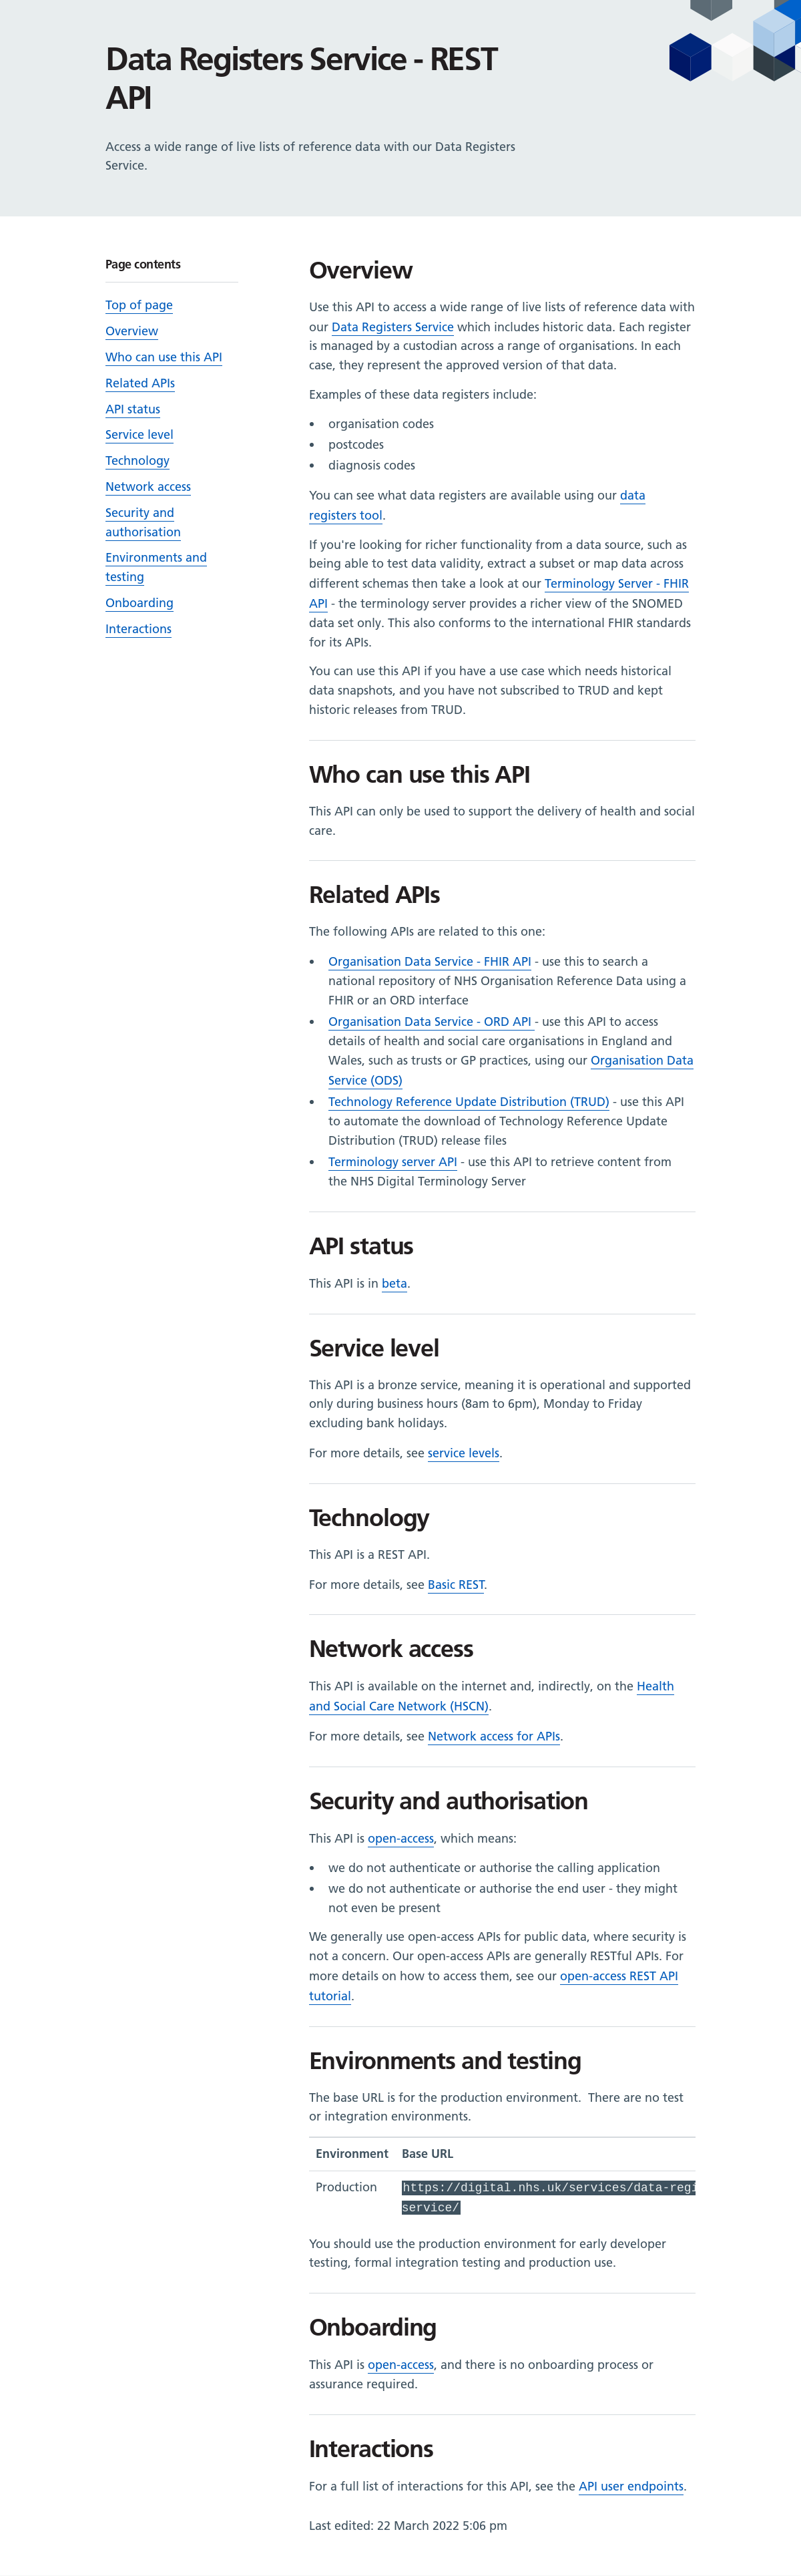 Data Registers Service - REST
API
Access a wide range of live lists of reference data with our Data Registers
Service.
Page contents
Top of page
Overview
Who can use this API
Related APIs
API status
Service level
Technology
Network access
Security and
authorisation
Environments and
testing
Onboarding
Interactions
Overview
Use this API to access a wide range of live lists of reference data with
our Data Registers Service which includes historic data. Each register
is managed by a custodian across a range of organisations. In each
case, they represent the approved version of that data.
Examples of these data registers include:
• organisation codes
• postcodes
• diagnosis codes
You can see what data registers are available using our data
registers tool.
If you're looking for richer functionality from a data source, such as
being able to test data validity, extract a subset or map data across
different schemas then take a look at our Terminology Server - FHIR
API - the terminology server provides a richer view of the SNOMED
data set only. This also conforms to the international FHIR standards
for its APIs.
You can use this API if you have a use case which needs historical
data snapshots, and you have not subscribed to TRUD and kept
historic releases from TRUD.
Who can use this API
This API can only be used to support the delivery of health and social
care.
Related APIs
The following APIs are related to this one:
• Organisation Data Service - FHIR API - use this to search a
national repository of NHS Organisation Reference Data using a
FHIR or an ORD interface
• Organisation Data Service - ORD API - use this API to access
details of health and social care organisations in England and
Wales, such as trusts or GP practices, using our Organisation Data
Service (ODS)
• Technology Reference Update Distribution (TRUD) - use this API
to automate the download of Technology Reference Update
Distribution (TRUD) release files
• Terminology server API - use this API to retrieve content from
the NHS Digital Terminology Server
API status
This API is in beta.
Service level
This API is a bronze service, meaning it is operational and supported
only during business hours (8am to 6pm), Monday to Friday
excluding bank holidays.
For more details, see service levels.
Technology
This API is a REST API.
For more details, see Basic REST.
Network access
This API is available on the internet and, indirectly, on the Health
and Social Care Network (HSCN).
For more details, see Network access for APIs.
Security and authorisation
This API is open-access, which means:
• we do not authenticate or authorise the calling application
• we do not authenticate or authorise the end user - they might
not even be present
We generally use open-access APIs for public data, where security is
not a concern. Our open-access APIs are generally RESTful APIs. For
more details on how to access them, see our open-access REST API
tutorial.
Environments and testing
The base URL is for the production environment.  There are no test
or integration environments.
Environment Base URL
Production https://digital.nhs.uk/services/data-regi
service/
You should use the production environment for early developer
testing, formal integration testing and production use.
Onboarding
This API is open-access, and there is no onboarding process or
assurance required.
Interactions
For a full list of interactions for this API, see the API user endpoints.
Last edited: 22 March 2022 5:06 pm